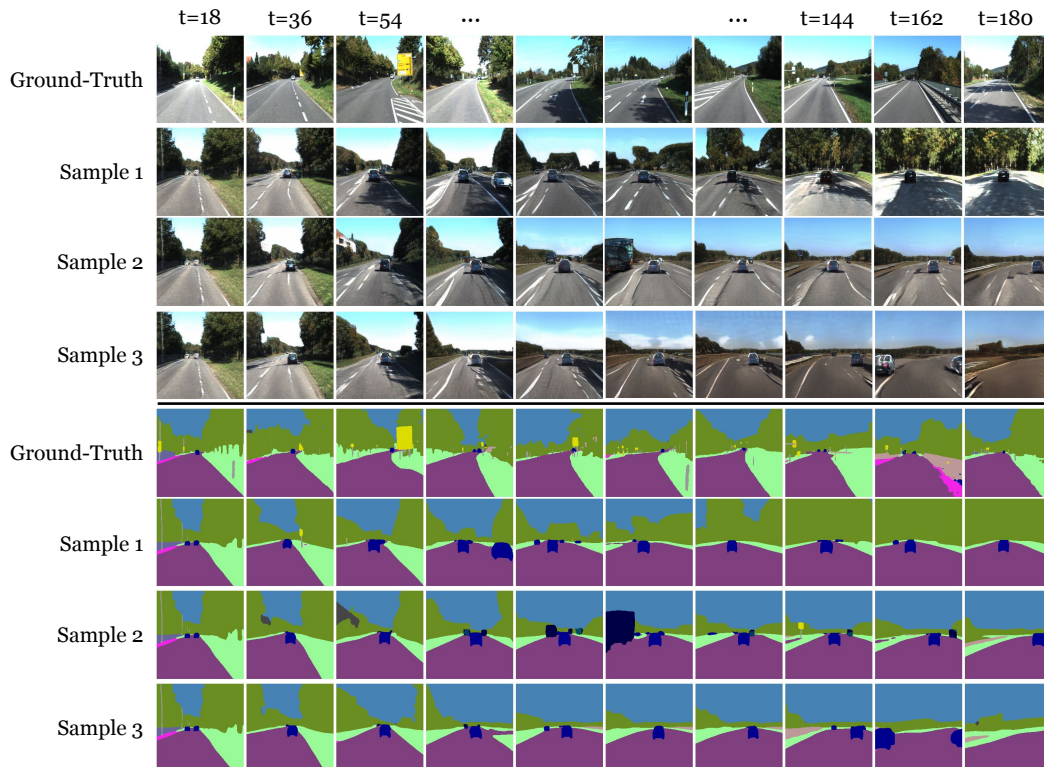 t=18 t=36 t=54 ... ... t=144 t=162 t=180
Ground-Truth
Sample 1
Sample 2
Sample 3
Ground-Truth
Sample 1
Sample 2
Sample 3